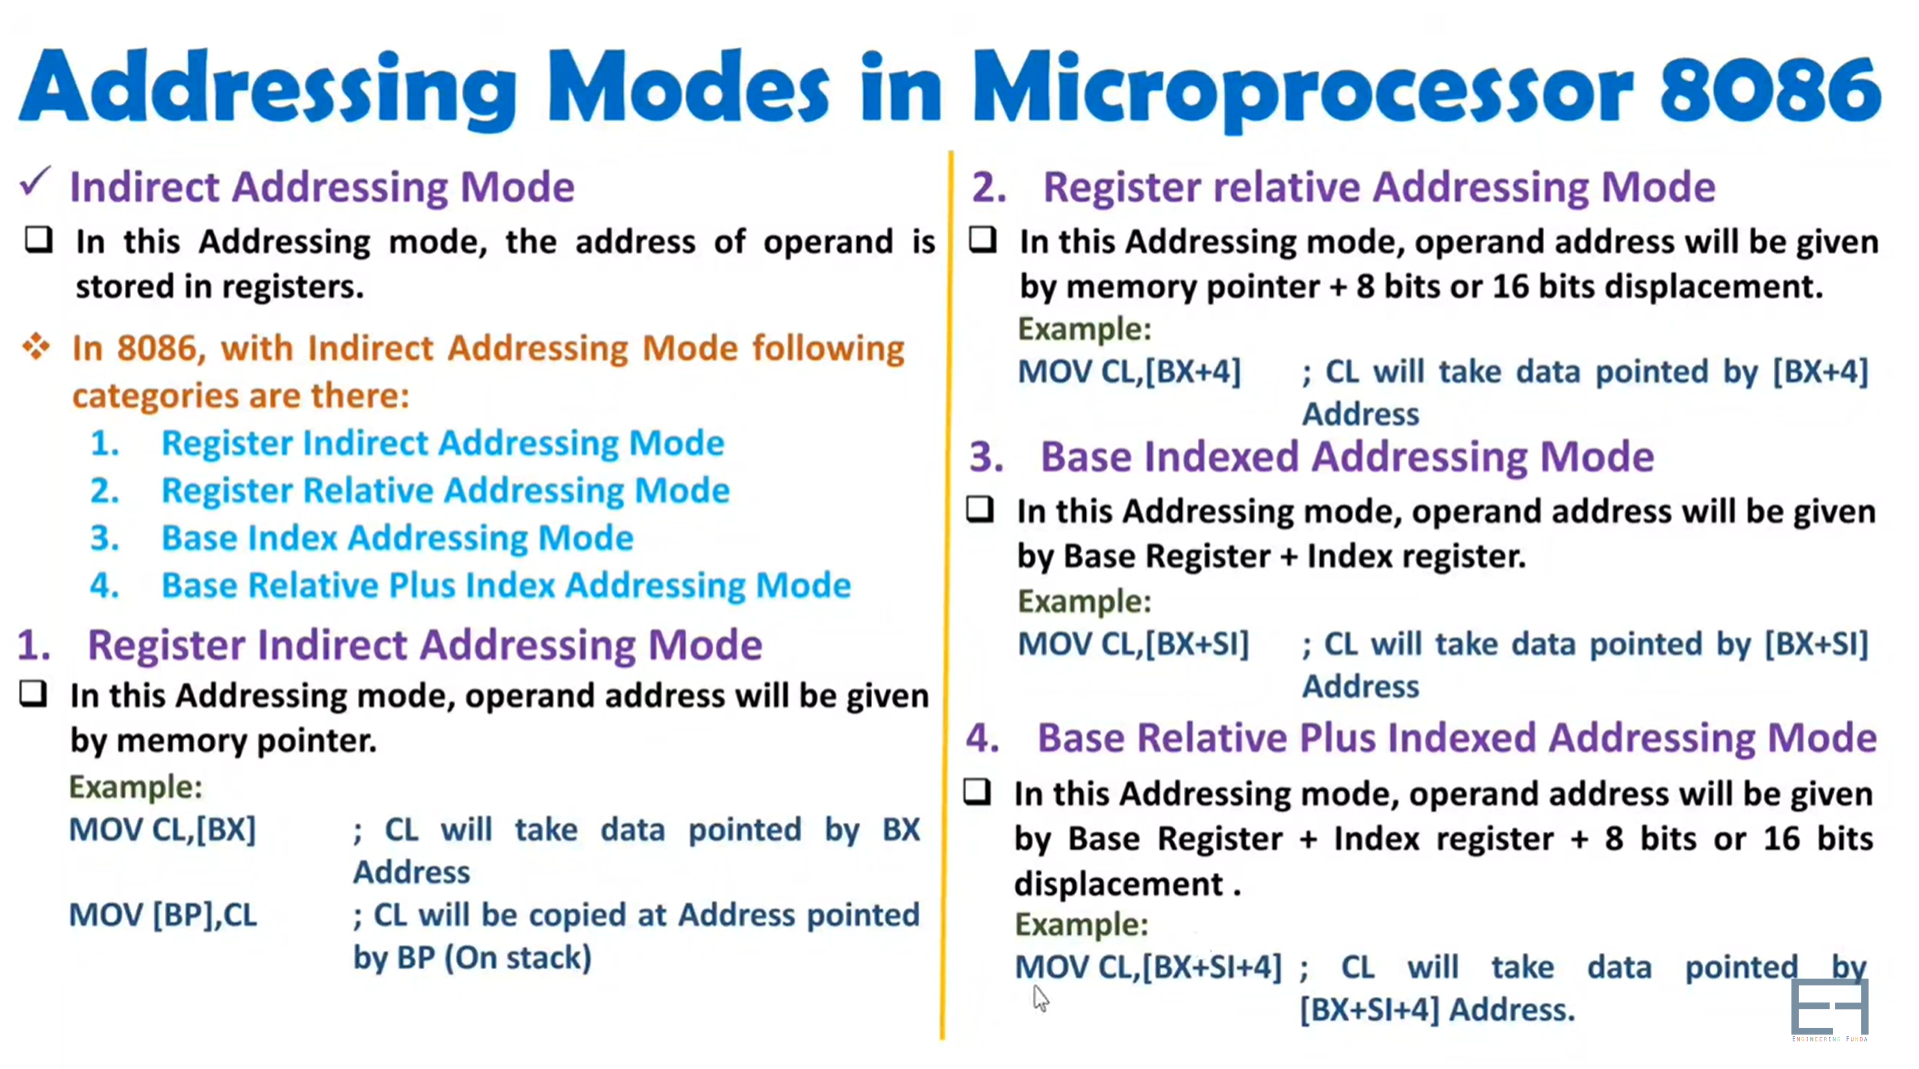 Addressing Modes in Microprocessor 8086
✓ Indirect Addressing Mode
❑ In this Addressing mode, the address of operand is
stored in registers.
❖ In 8086, with Indirect Addressing Mode following
categories are there:
1. Register Indirect Addressing Mode
2. Register Relative Addressing Mode
3. Base Index Addressing Mode
4. Base Relative Plus Index Addressing Mode
1. Register Indirect Addressing Mode
❑ In this Addressing mode, operand address will be given
by memory pointer.
Example:
MOV CL,[BX] ; CL will take data pointed by BX
Address
MOV [BP],CL ; CL will be copied at Address pointed
by BP (On stack)
2. Register relative Addressing Mode
❑ In this Addressing mode, operand address will be given
by memory pointer + 8 bits or 16 bits displacement.
Example:
MOV CL,[BX+4] ; CL will take data pointed by [BX+4]
Address
3. Base Indexed Addressing Mode
❑ In this Addressing mode, operand address will be given
by Base Register + Index register.
Example:
MOV CL,[BX+SI] ; CL will take data pointed by [BX+SI]
Address
4. Base Relative Plus Indexed Addressing Mode
❑ In this Addressing mode, operand address will be given
by Base Register + Index register + 8 bits or 16 bits
displacement .
Example:
MOV CL,[BX+SI+4] ; CL will take data pointed by
[BX+SI+4] Address.
EF
Engineering Funda